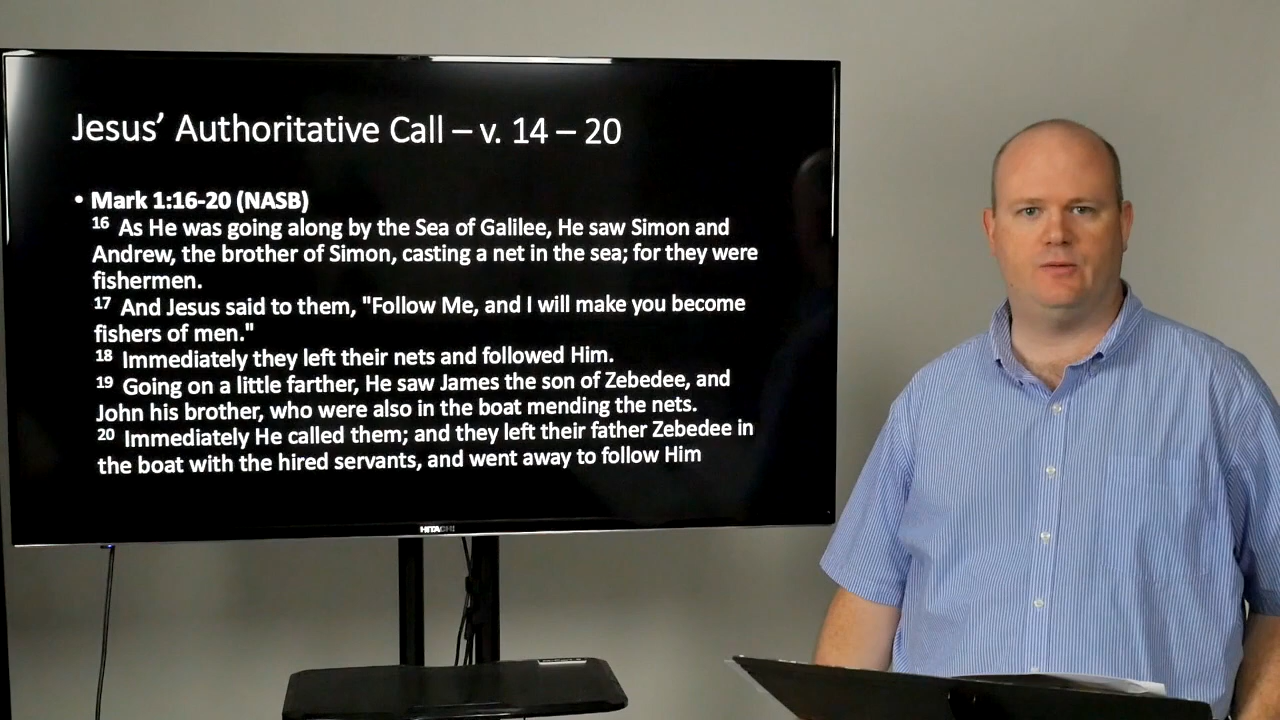 Jesus’ Authoritative Call – v. 14 – 20
• Mark 1:16-20 (NASB)
16 As He was going along by the Sea of Galilee, He saw Simon and
Andrew, the brother of Simon, casting a net in the sea; for they were
fishermen.
17 And Jesus said to them, "Follow Me, and I will make you become
fishers of men."
18 Immediately they left their nets and followed Him.
19 Going on a little farther, He saw James the son of Zebedee, and
John his brother, who were also in the boat mending the nets.
20 Immediately He called them; and they left their father Zebedee in
the boat with the hired servants, and went away to follow Him
HITACHI